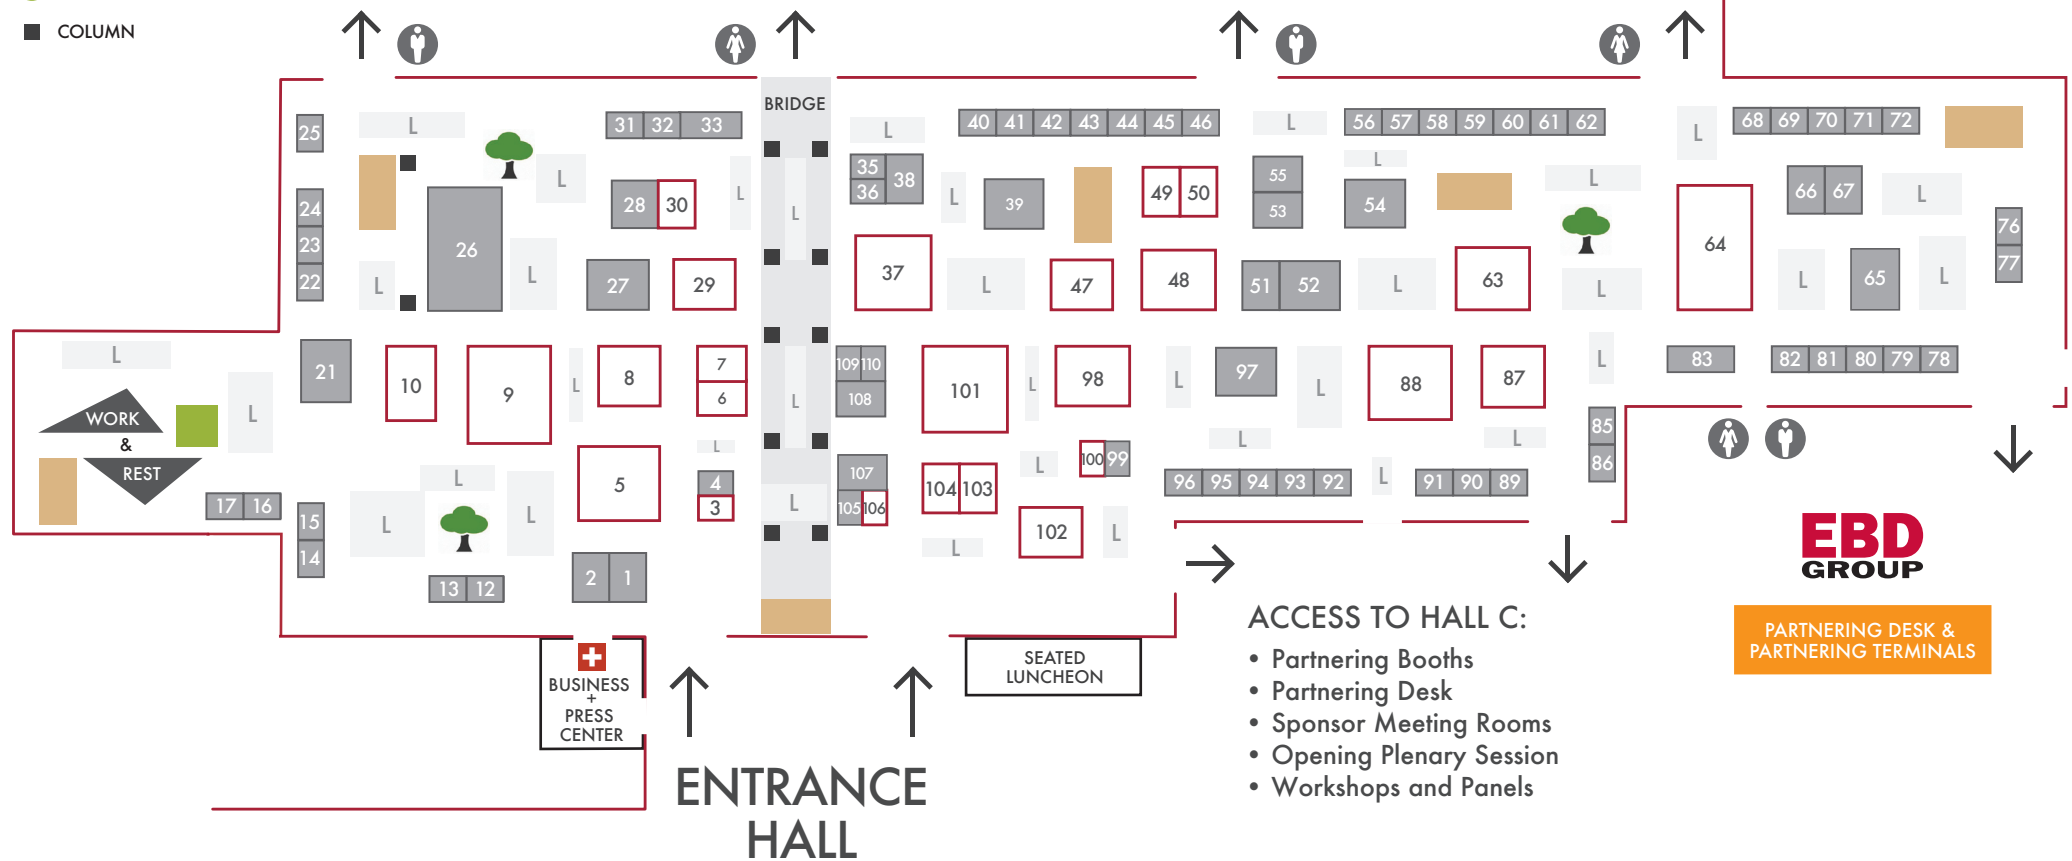 COLUMN
BRIDGE
25
L
31 32 33
L
40 41 42 43 44 45 46
L
56 57 58 59 60 61 62
L
68 69 70 71 72
L
L
35
36
38
L
39
49 50
55
53
L
54
L
66 67
L
24
23
22
26
28 30
L
L
76
77
L
L
27
29
37
L
47
48
51 52
L
63
L
64
L
65
L
L
21
10
9
L
8
7
6
L
109 110
108
101
L
98
L
97
L
88
87
L
83
82 81 80 79 78
WORK
&
REST
L
L
L
L
85
86
17 16
15
14
L
L
L
5
4
3
L
107
105 106
104 103
L
100 99
96 95 94 93 92
L
91 90 89
13 12
2 1
L
102
L
EBD
GROUP
ACCESS TO HALL C:
• Partnering Booths
• Partnering Desk
• Sponsor Meeting Rooms
• Opening Plenary Session
• Workshops and Panels
PARTNERING DESK &
PARTNERING TERMINALS
BUSINESS
+
PRESS
CENTER
SEATED
LUNCHEON
ENTRANCE
HALL